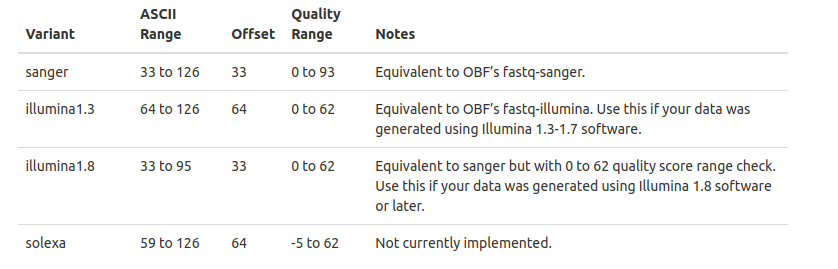 ASCII Quality
Variant Range Offset Range Notes
sanger 33 to 126 33 0 to 93 Equivalent to OBF’s fastq-sanger.
illumina1.3 64 to 126 64 0 to 62 Equivalent to OBF’s fastq-illumina. Use this if your data was
generated using Illumina 1.3-1.7 software.
illumina1.8 33 to 95 33 0 to 62 Equivalent to sanger but with 0 to 62 quality score range check.
Use this if your data was generated using Illumina 1.8 software
or later.
solexa 59 to 126 64 -5 to 62 Not currently implemented.